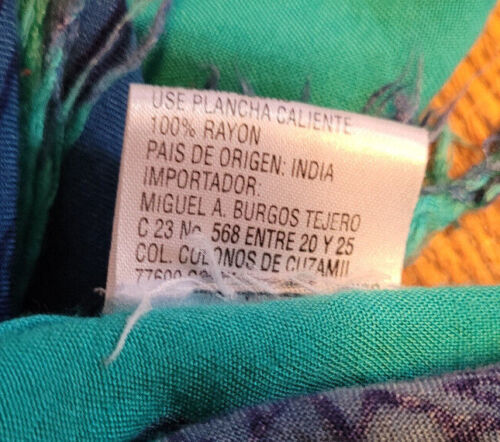 USE PLANCHA CALIENTE
100% RAYON
PAIS DE ORIGEN: INDIA
IMPORTADOR:
MIGUEL A. BURGOS TEJERO
C 23 No. 568 ENTRE 20 Y 25
COL. COLONOS DE CUZAMIL
77600